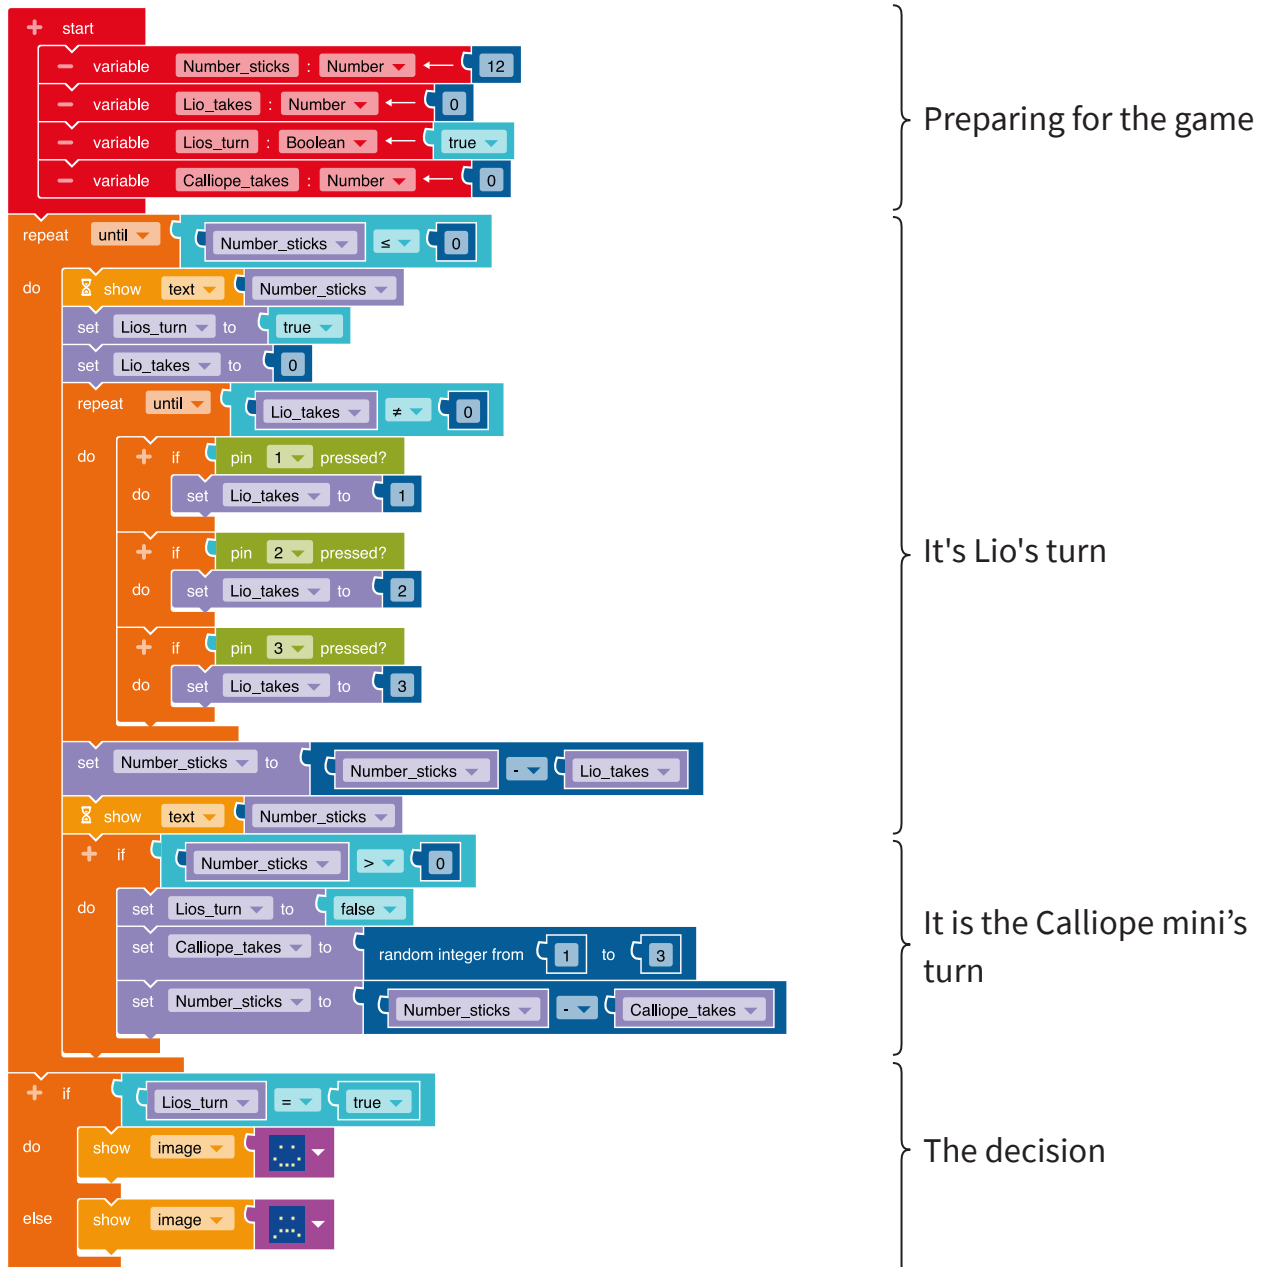 + start
− variable Number_sticks : Number ← 12
− variable Lio_takes : Number ← 0
− variable Lios_turn : Boolean ← true
− variable Calliope_takes : Number ← 0
Preparing for the game
repeat until Number_sticks ≤ 0
do show text Number_sticks
set Lios_turn to true
set Lio_takes to 0
repeat until Lio_takes ≠ 0
do + if pin 1 pressed?
do set Lio_takes to 1
+ if pin 2 pressed?
do set Lio_takes to 2
+ if pin 3 pressed?
do set Lio_takes to 3
set Number_sticks to Number_sticks - Lio_takes
show text Number_sticks
It's Lio's turn
+ if Number_sticks > 0
do set Lios_turn to false
set Calliope_takes to random integer from 1 to 3
set Number_sticks to Number_sticks - Calliope_takes
It is the Calliope mini’s
turn
+ if Lios_turn = true
do show image
else show image
The decision